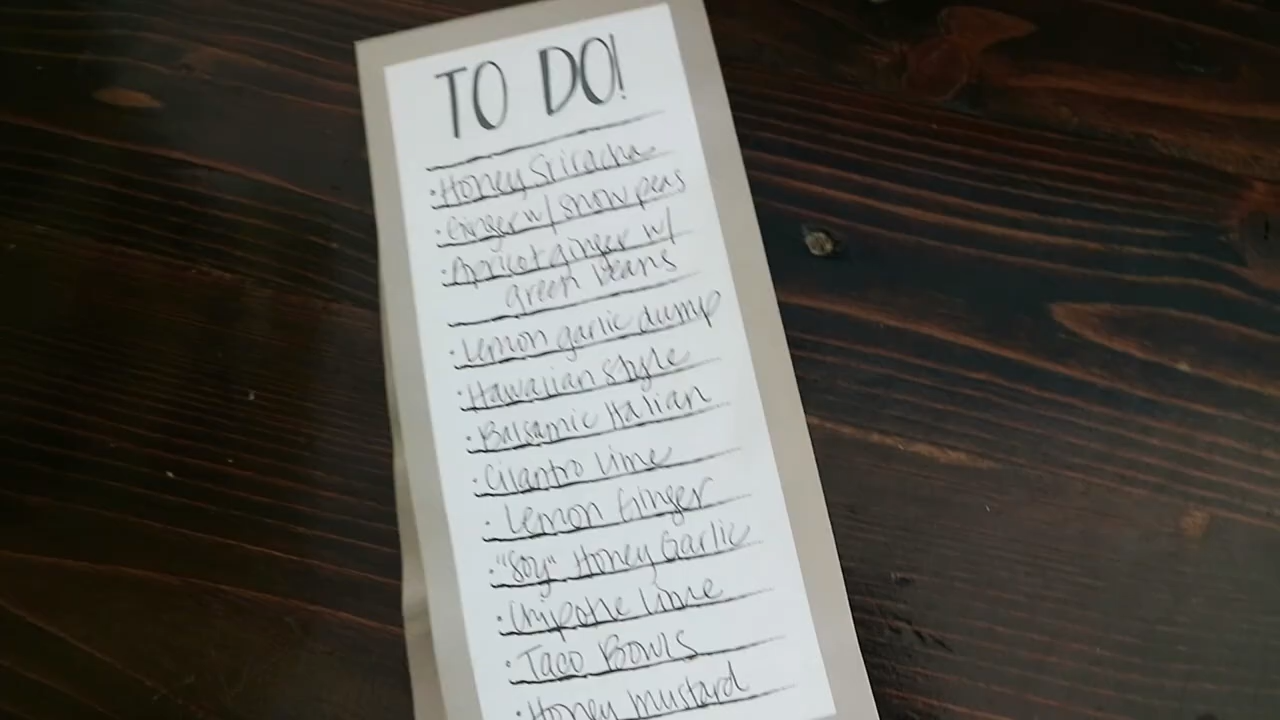 TO DO!
• Honey Sriracha
• Ginger w/ snow peas
• Apricot ginger w/
green beans
• Lemon garlic dump
• Hawaiian Style
• Balsamic Italian
• Cilantro lime
• Lemon Ginger
• "Soy" Honey Garlic
• Chipotle Lime
• Taco Bowls
• Honey mustard